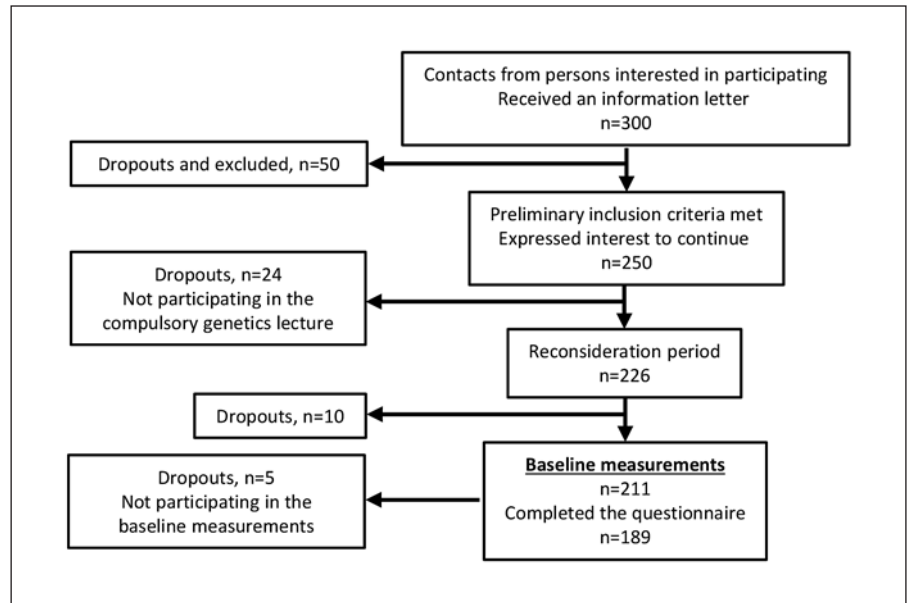 Contacts from persons interested in participating
Received an information letter
n=300
Dropouts and excluded, n=50
Preliminary inclusion criteria met
Expressed interest to continue
n=250
Dropouts, n=24
Not participating in the
compulsory genetics lecture
Reconsideration period
n=226
Dropouts, n=10
Baseline measurements
n=211
Completed the questionnaire
n=189
Dropouts, n=5
Not participating in the
baseline measurements